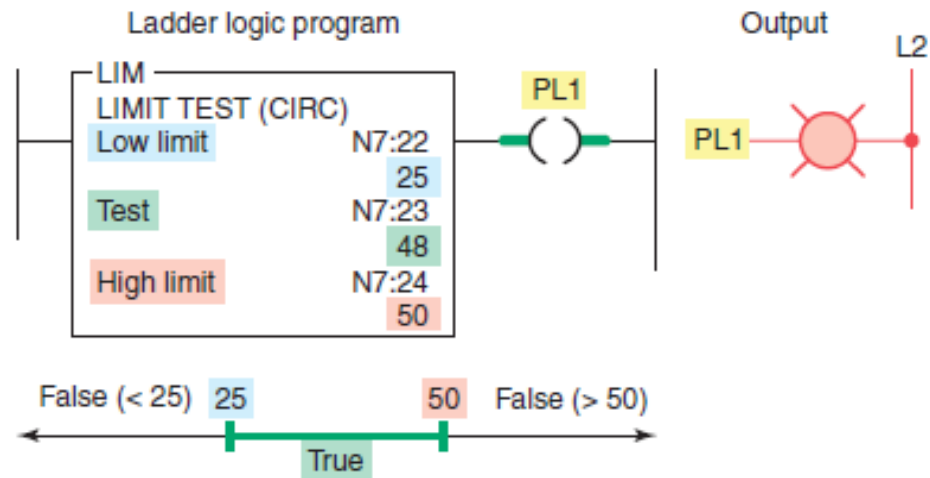 Ladder logic program
Output
L2
LIM
LIMIT TEST (CIRC)
Low limit N7:22
25
Test N7:23
48
High limit N7:24
50
PL1
PL1
False (< 25) 25 50 False (> 50)
True